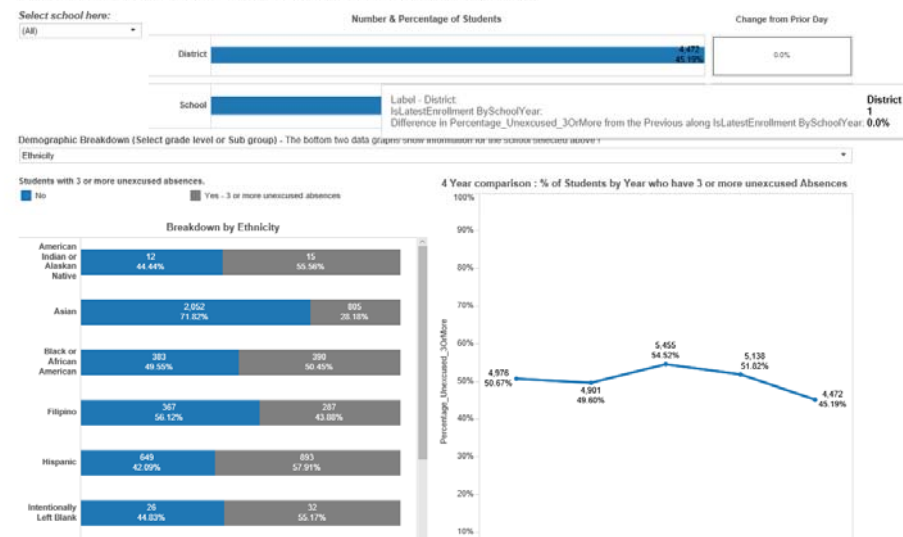 Select school here:
(All)
Number & Percentage of Students
Change from Prior Day
District
4,472
45.19%
0.0%
School
Label - District:
District
IsLatestEnrollment BySchoolYear:
1
Difference in Percentage_Unexcused_3OrMore from the Previous along IsLatestEnrollment BySchoolYear:
0.0%
Demographic Breakdown (Select grade level or Sub group) - The bottom two data graphs show information for the school selected above !
Ethnicity
Students with 3 or more unexcused absences.
No
Yes - 3 or more unexcused absences
Breakdown by Ethnicity
American
Indian or
Alaskan
Native
12
44.44%
15
55.56%
Asian
2,052
71.82%
805
28.18%
Black or
African
American
383
49.55%
390
50.45%
Filipino
367
56.12%
287
43.88%
Hispanic
649
42.09%
893
57.91%
Intentionally
Left Blank
26
44.83%
32
55.17%
4 Year comparison : % of Students by Year who have 3 or more unexcused Absences
100%
90%
80%
70%
60%
50%
40%
30%
20%
10%
Percentage_Unexcused_3OrMore
4,976
50.67%
4,901
49.60%
5,455
54.52%
5,138
51.82%
4,472
45.19%